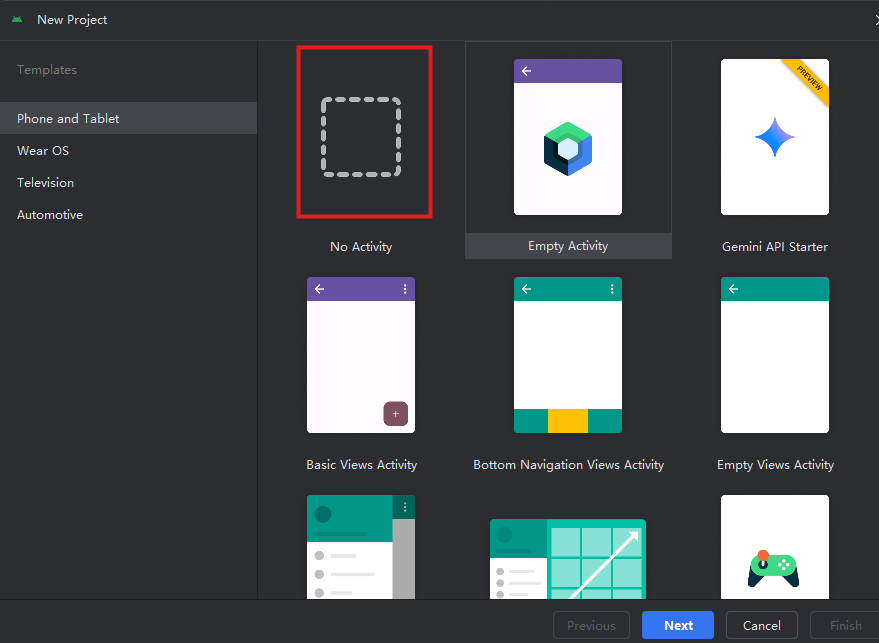 New Project
Templates
Phone and Tablet
Wear OS
Television
Automotive
No Activity
Empty Activity
PREVIEW
Gemini API Starter
Basic Views Activity
Bottom Navigation Views Activity
Empty Views Activity
Previous
Next
Cancel
Finish